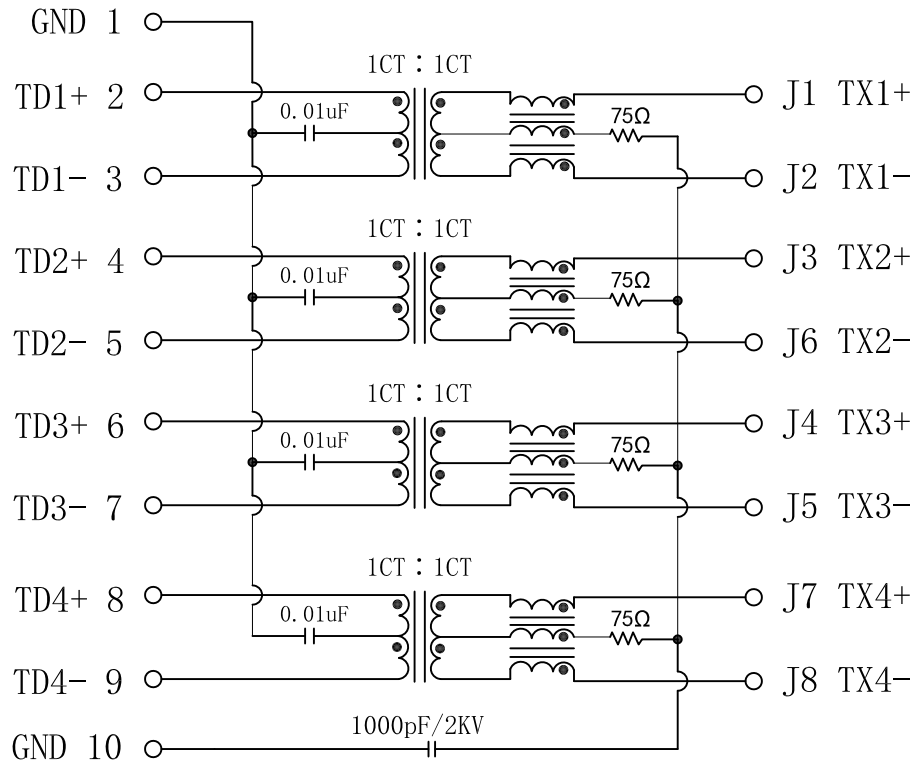 GND 1
1CT：1CT
TD1+ 2
0.01uF
75Ω
J1 TX1+
TD1- 3
J2 TX1-
1CT：1CT
TD2+ 4
0.01uF
75Ω
J3 TX2+
TD2- 5
J6 TX2-
1CT：1CT
TD3+ 6
0.01uF
75Ω
J4 TX3+
TD3- 7
J5 TX3-
1CT：1CT
TD4+ 8
0.01uF
75Ω
J7 TX4+
TD4- 9
J8 TX4-
1000pF/2KV
GND 10